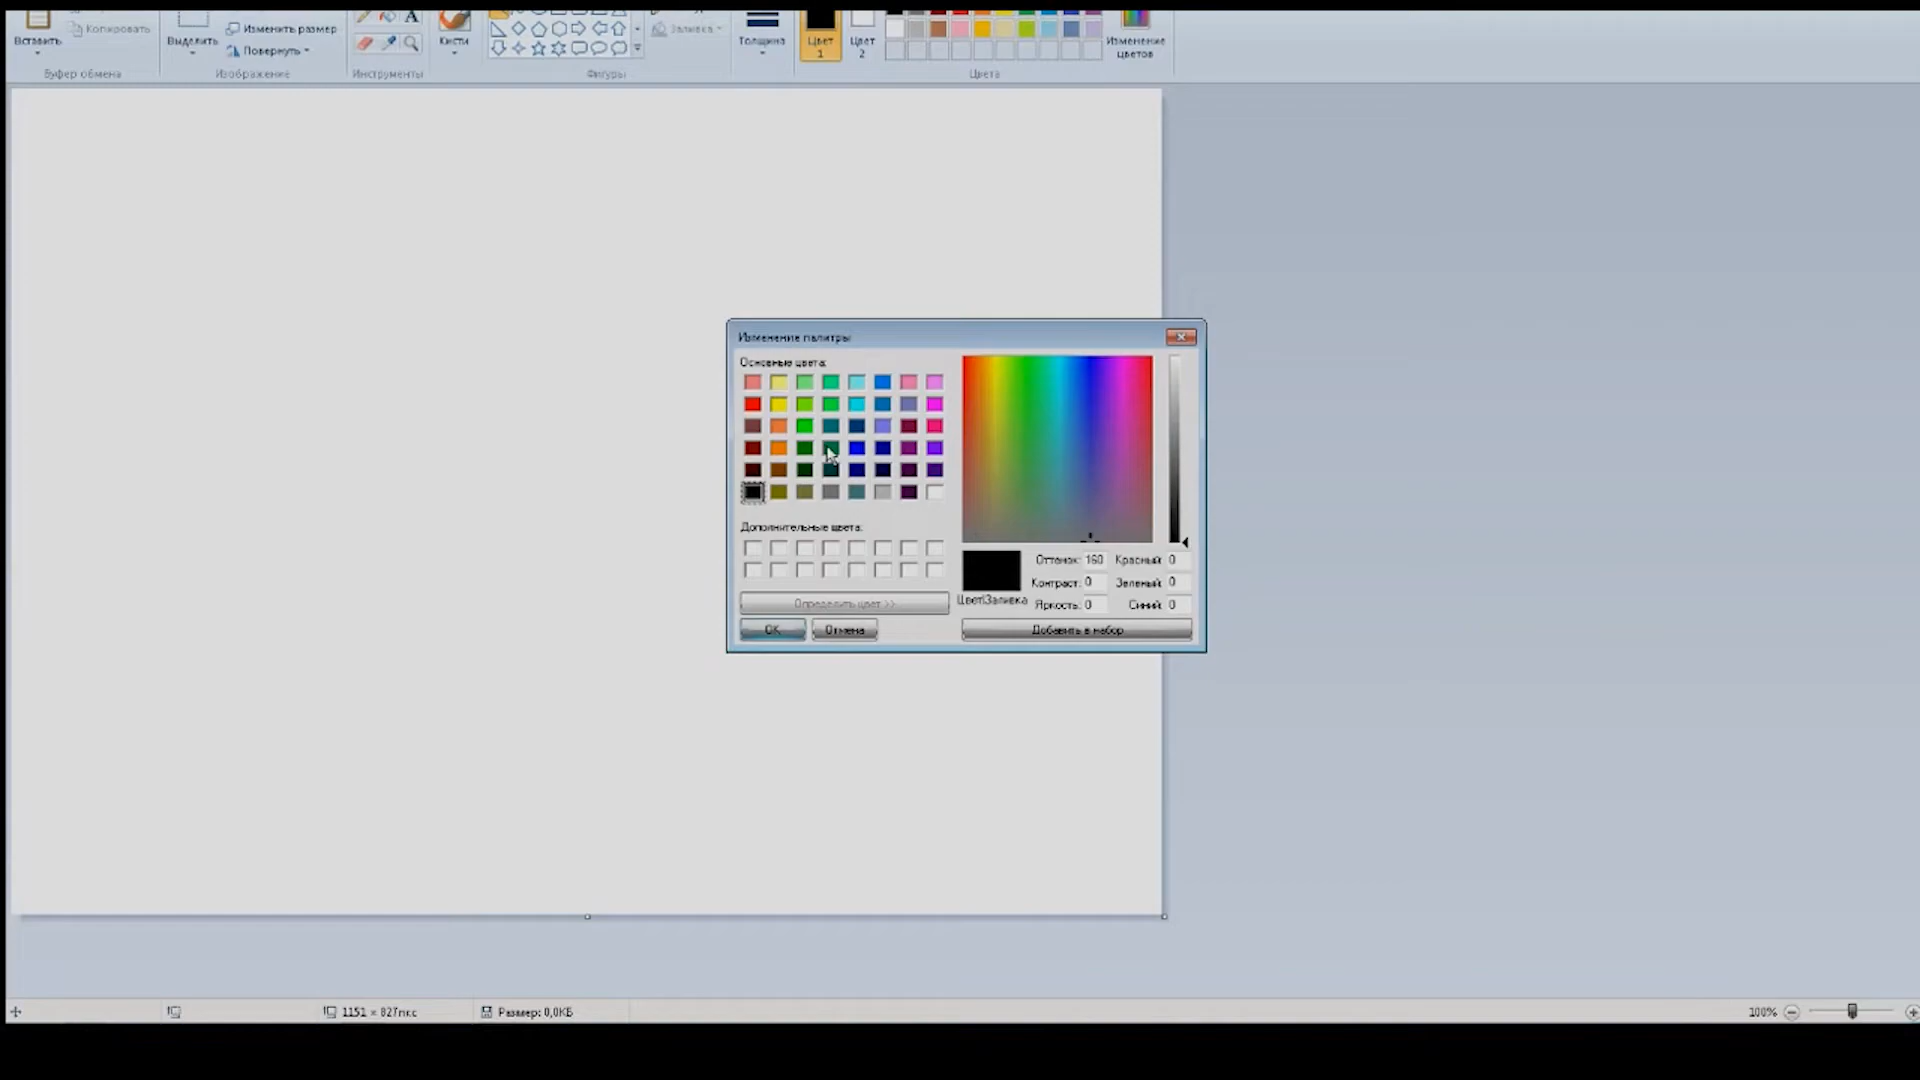 Вставить
Копировать
Выделить
Изменить размер
Повернуть
A
Кисти
Заливка
Толщина
Цвет
1
Цвет
2
Изменение
цветов
Буфер обмена
Изображение
Инструменты
Фигуры
Цвета
Изменение палитры
Основные цвета:
Дополнительные цвета:
Определить цвет >>
ОК
Отмена
Цвет|Заливка
Оттенок: 160
Красный: 0
Контраст: 0
Зеленый: 0
Яркость: 0
Синий: 0
Добавить в набор
1151 × 827пкс
Размер: 0,0КБ
100%